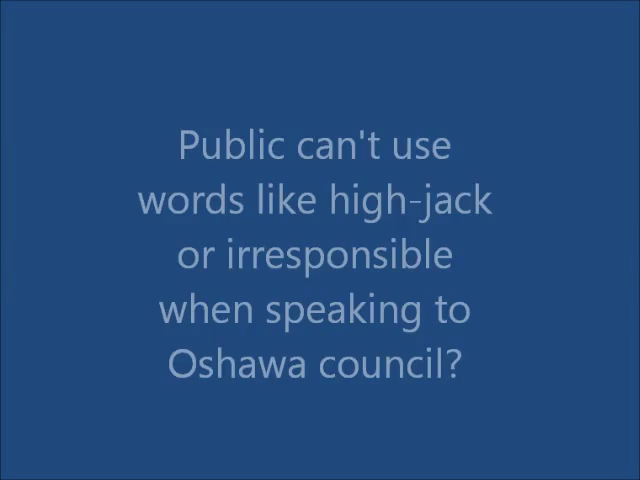 Public can't use
words like high-jack
or irresponsible
when speaking to
Oshawa council?